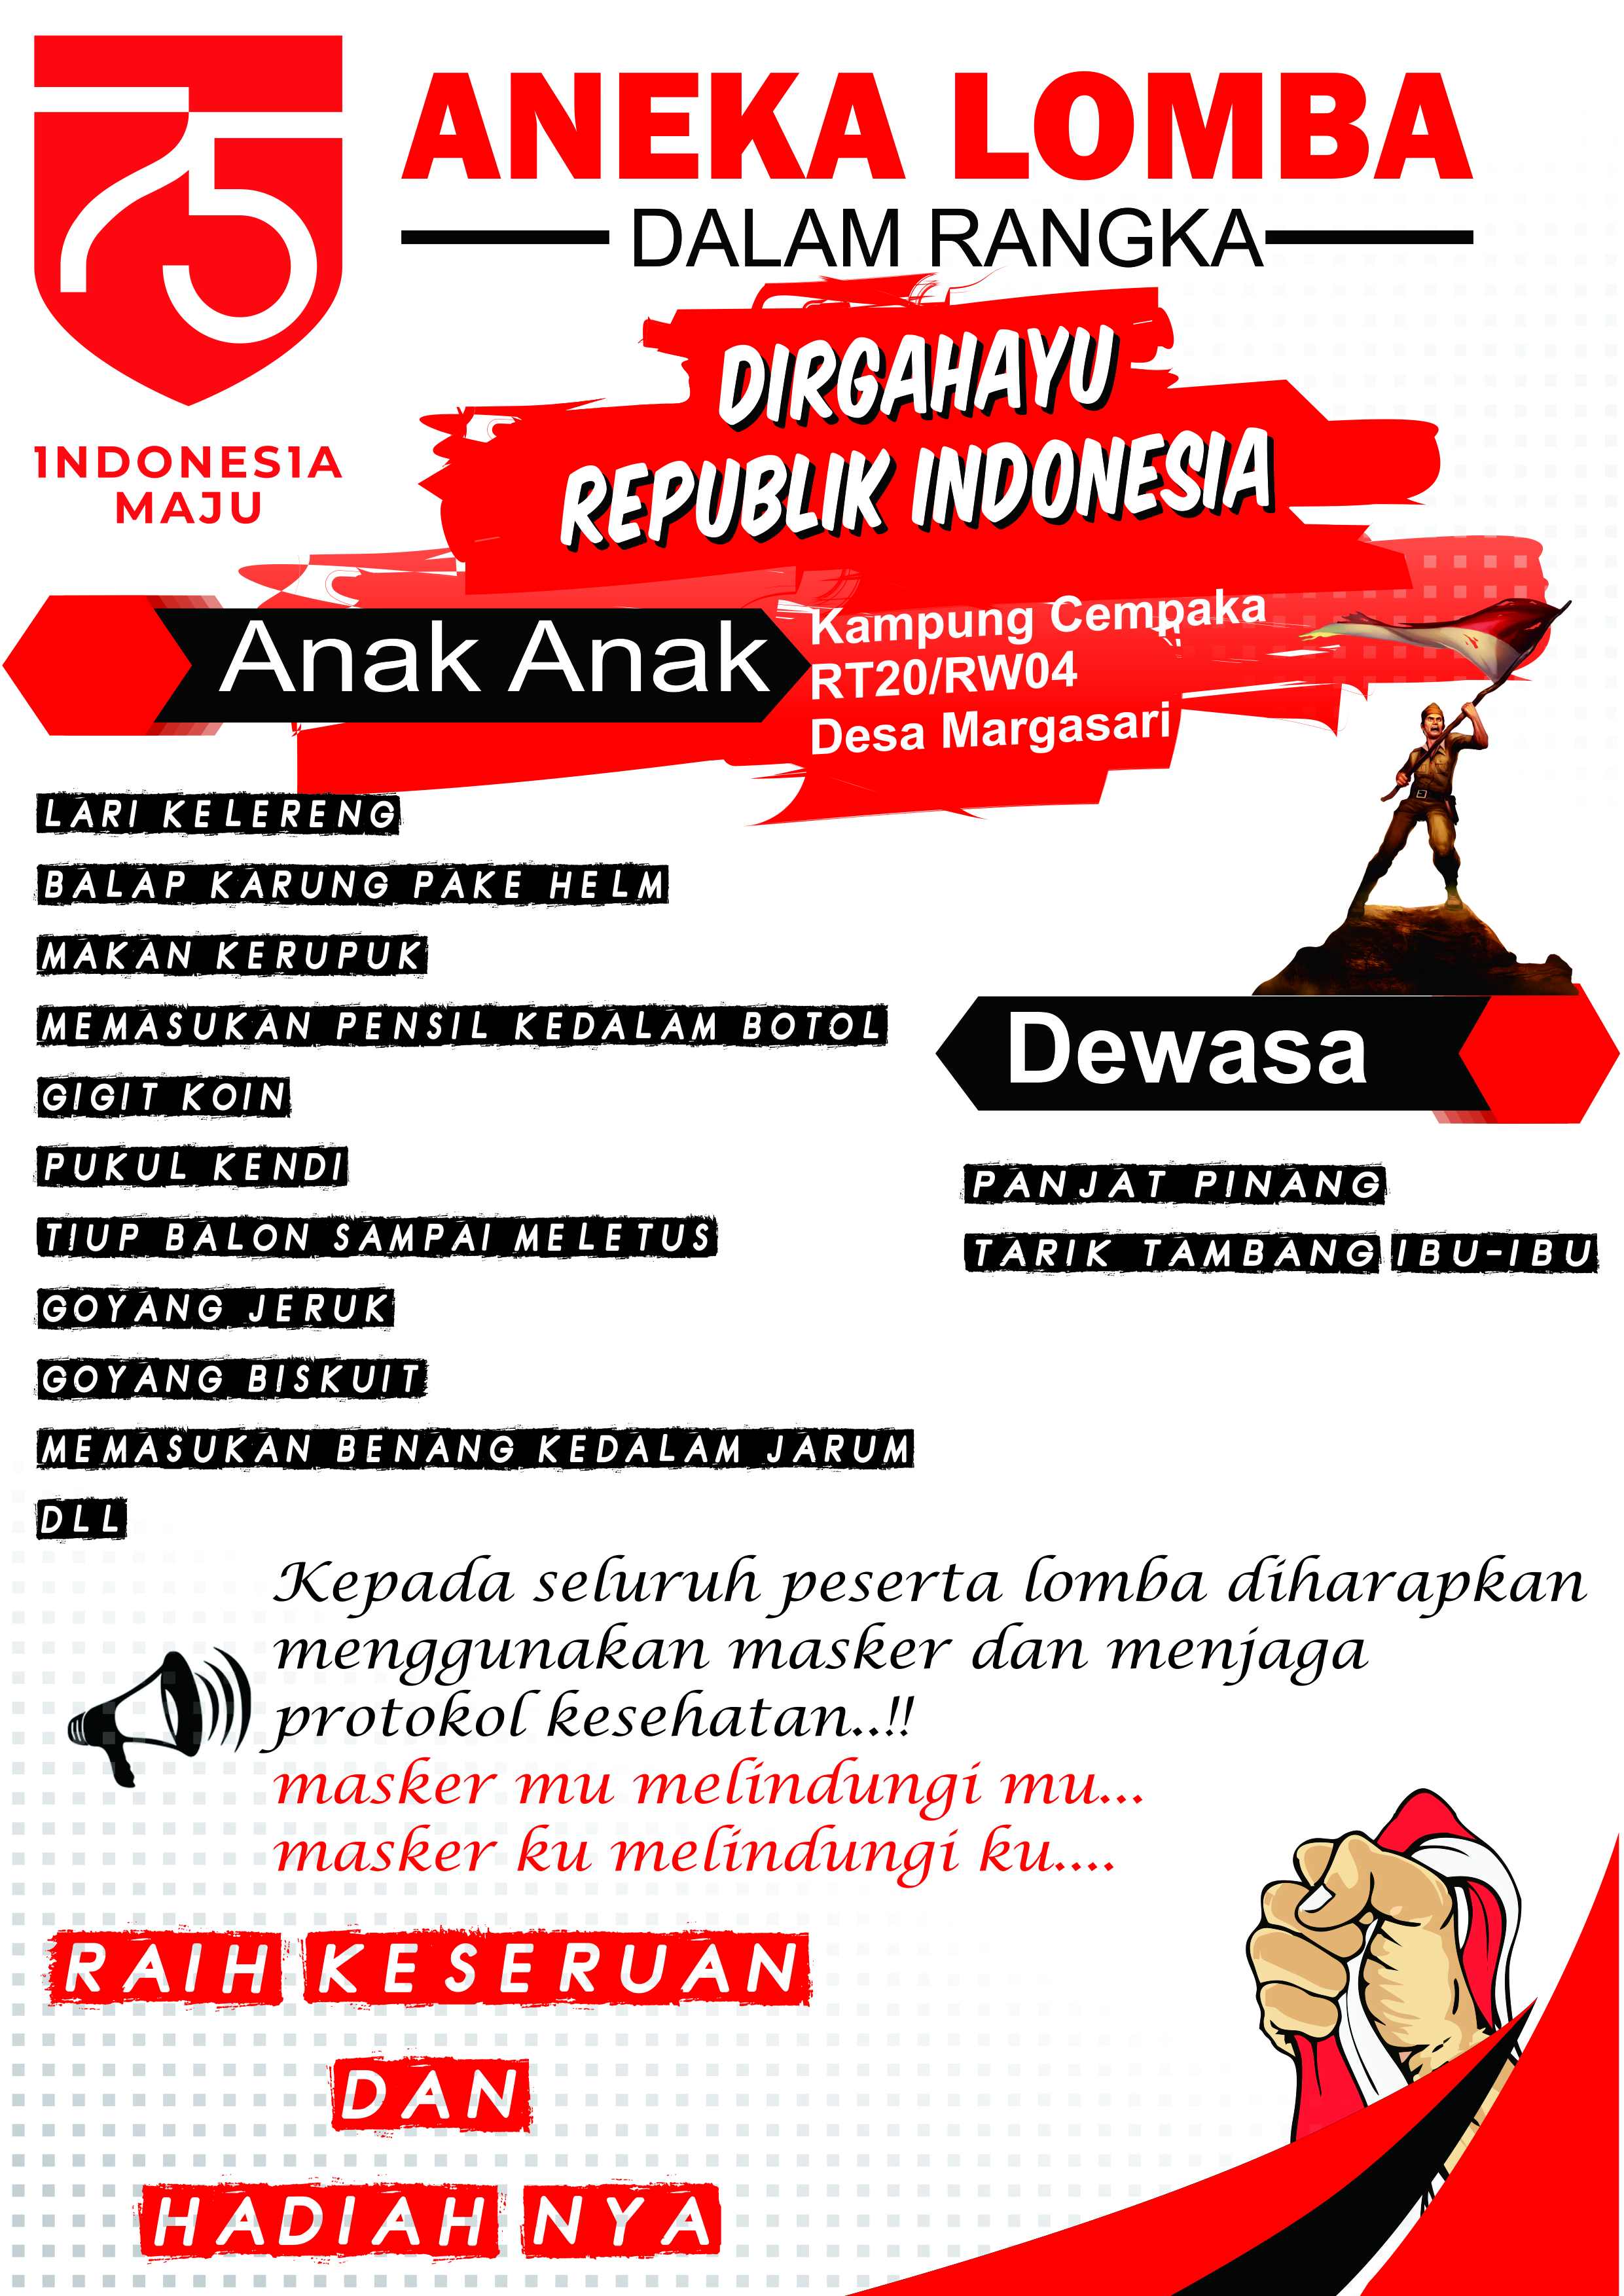 75
1NDONES1A
MAJU
ANEKA LOMBA
DALAM RANGKA
DIRGAHAYU
REPUBLIK INDONESIA
Kampung Cempaka
RT20/RW04
Desa Margasari
Anak Anak
LARI KELERENG
BALAP KARUNG PAKE HELM
MAKAN KERUPUK
MEMASUKAN PENSIL KEDALAM BOTOL
GIGIT KOIN
PUKUL KENDI
TIUP BALON SAMPAI MELETUS
GOYANG JERUK
GOYANG BISKUIT
MEMASUKAN BENANG KEDALAM JARUM
DLL
Dewasa
PANJAT PINANG
TARIK TAMBANG IBU-IBU
Kepada seluruh peserta lomba diharapkan
menggunakan masker dan menjaga
protokol kesehatan..!!
masker mu melindungi mu...
masker ku melindungi ku....
RAIH KESERUAN
DAN
HADIAH NYA